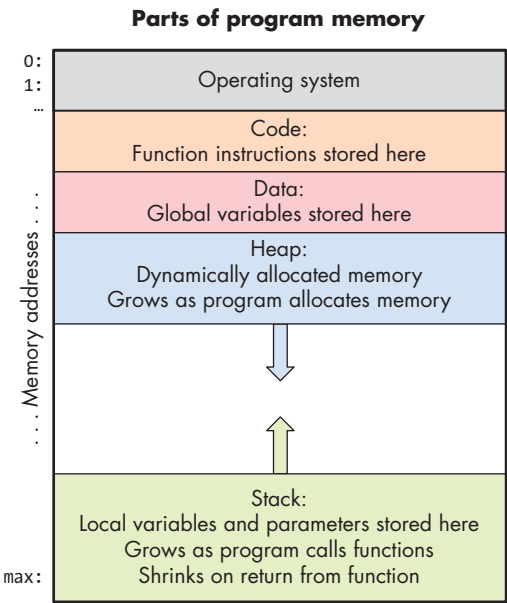 Parts of program memory
0:
1:
…
Operating system
Code:
Function instructions stored here
Data:
Global variables stored here
Heap:
Dynamically allocated memory
Grows as program allocates memory
. . . Memory addresses . . . .
Stack:
Local variables and parameters stored here
Grows as program calls functions
max:
Shrinks on return from function